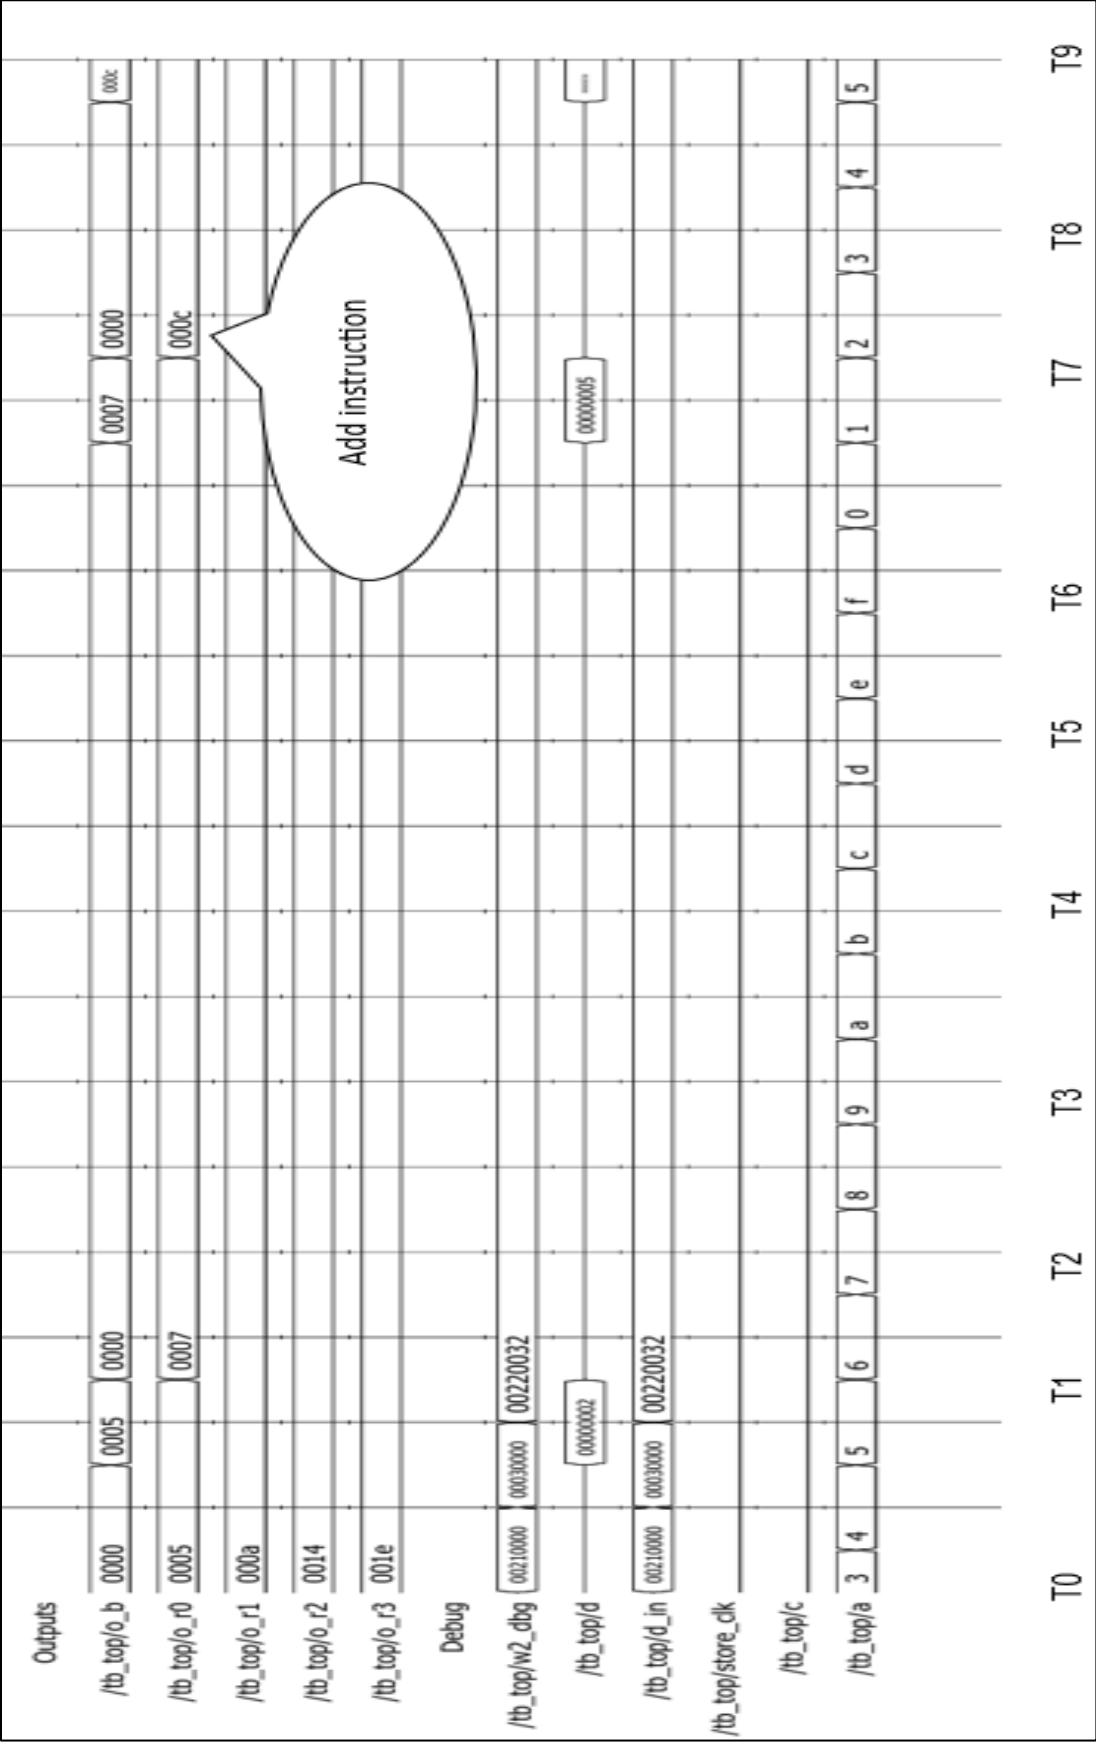 Outputs
/tb_top/o_b 0000 0005 0000 0007 0000 000c
/tb_top/o_r0 0005 0007 000c
/tb_top/o_r1 000a
/tb_top/o_r2 0014
/tb_top/o_r3 001e
Add instruction
Debug
/tb_top/w2_dbg 00210000 00030000 00220032
/tb_top/d 00000002 00000005
/tb_top/d_in 00210000 00030000 00220032
/tb_top/store_clk
/tb_top/c
/tb_top/a 3 4 5 6 7 8 9 a b c d e f 0 1 2 3 4 5
T0 T1 T2 T3 T4 T5 T6 T7 T8 T9